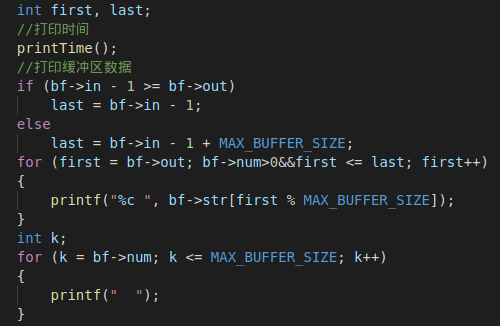 int first, last;
//打印时间
printTime();
//打印缓冲区数据
if (bf->in - 1 >= bf->out)
    last = bf->in - 1;
else
    last = bf->in - 1 + MAX_BUFFER_SIZE;
for (first = bf->out; bf->num>0&&first <= last; first++)
{
    printf("%c ", bf->str[first % MAX_BUFFER_SIZE]);
}
int k;
for (k = bf->num; k <= MAX_BUFFER_SIZE; k++)
{
    printf("  ");
}